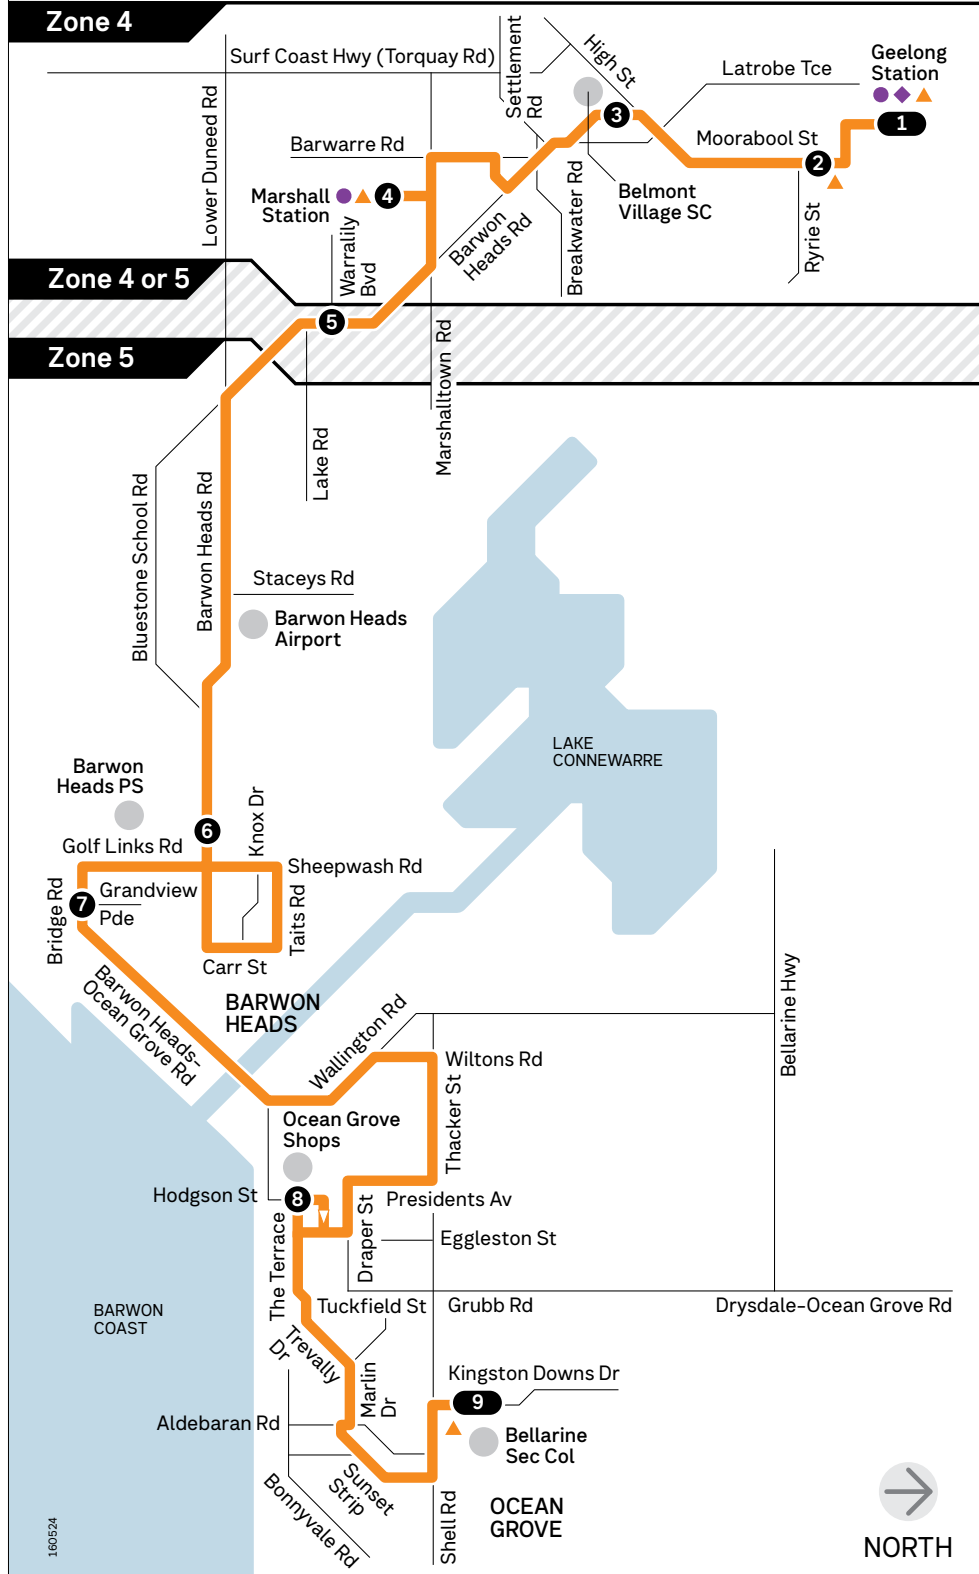 Zone 4
Surf Coast Hwy (Torquay Rd)
Settlement
Rd
High St
Latrobe Tce
Geelong
Station
1
Lower Duneed Rd
Barwarre Rd
3
Moorabool St
2
Marshall
Station
4
Belmont
Village SC
Breakwater Rd
Ryrie St
Barwon
Heads Rd
Warralily
Bvd
Zone 4 or 5
5
Zone 5
Marshalltown Rd
Lake Rd
Bluestone School Rd
Barwon Heads Rd
Staceys Rd
Barwon Heads
Airport
LAKE
CONNEWARRE
Barwon
Heads PS
6
Knox Dr
Golf Links Rd
Sheepwash Rd
Bridge Rd
7
Grandview
Pde
Taits Rd
Carr St
Barwon Heads-
Ocean Grove Rd
BARWON
HEADS
Wallington Rd
Bellarine Hwy
Wiltons Rd
Thacker St
Ocean Grove
Shops
Hodgson St
8
Presidents Av
Draper St
Eggleston St
The Terrace
Tuckfield St
Grubb Rd
Drysdale-Ocean Grove Rd
BARWON
COAST
Trevally
Dr
Marlin
Dr
Kingston Downs Dr
9
Aldebaran Rd
Bellarine
Sec Col
Sunset
Strip
Bonnyvale Rd
Shell Rd
OCEAN
GROVE
160524
NORTH